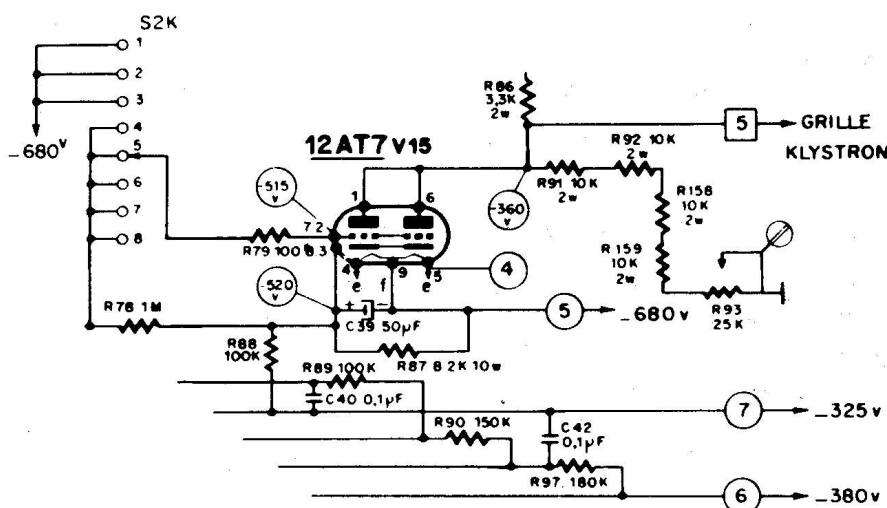 S2K
1
2
3
4
5
6
7
8
-680V
12AT7 V15
-515
v
7 2
1
6
8 3
4
9
5
e
f
e
4
R79 100
-520
v
+
-
C39 50µF
R87 8 2K 10w
5
-680 v
R86
3,3K
2w
5
GRILLE
KLYSTRON
-360
v
R91 10K
2w
R92 10K
2w
R158
10K
2w
R159
10K
2w
R93
25K
R78 1M
R88
100K
R89 100K
C40 0,1µF
R90 150K
C42
0,1µF
R97. 180K
7
-325v
6
-380v